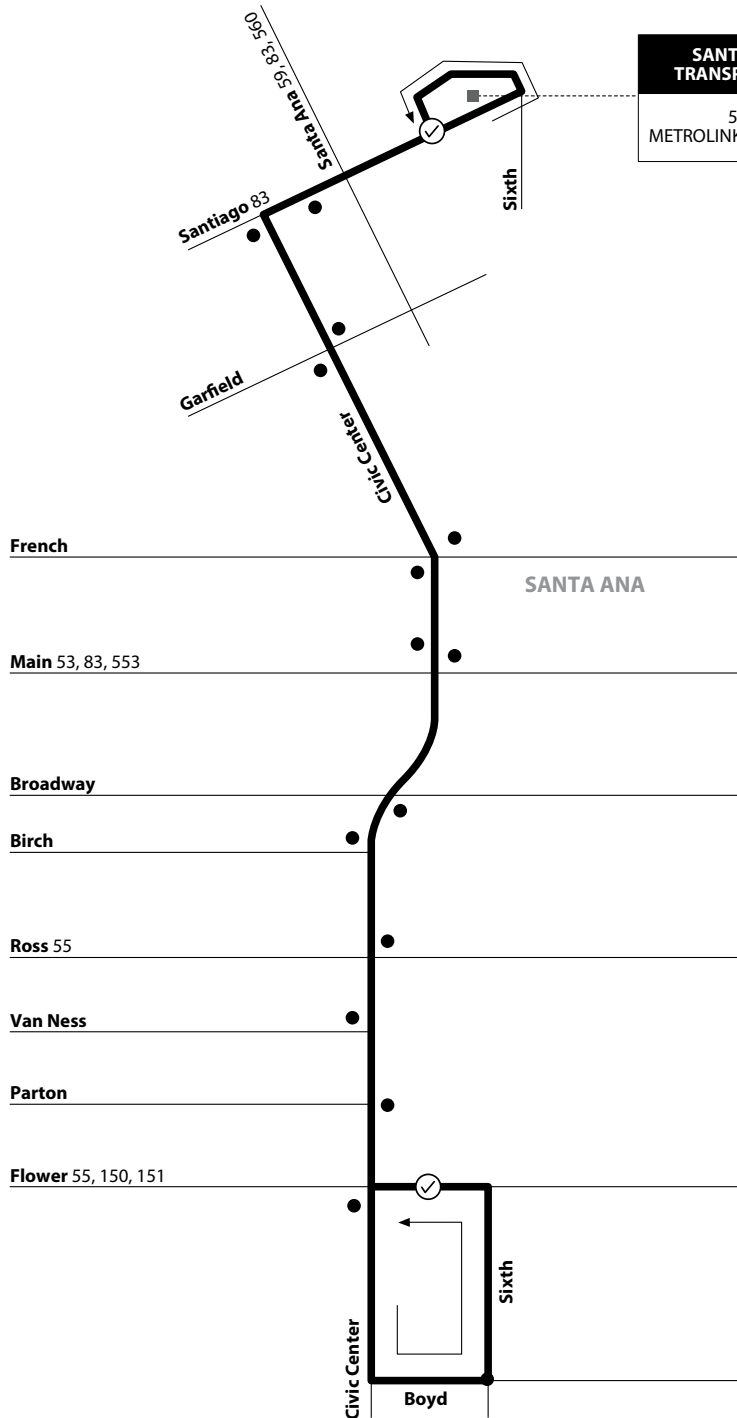 Santa Ana 59, 83, 560
SANT
TRANSP
5
METROLINK
Sixth
Santiago 83
Garfield
Civic Center
French
SANTA ANA
Main 53, 83, 553
Broadway
Birch
Ross 55
Van Ness
Parton
Flower 55, 150, 151
Sixth
Civic Center
Boyd